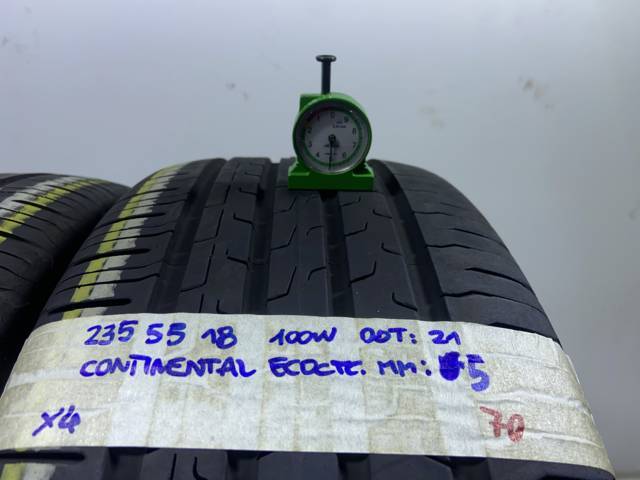 235 55 18 100W DOT: 21
CONTINENTAL ECOCTC. MM: 5
X4
70